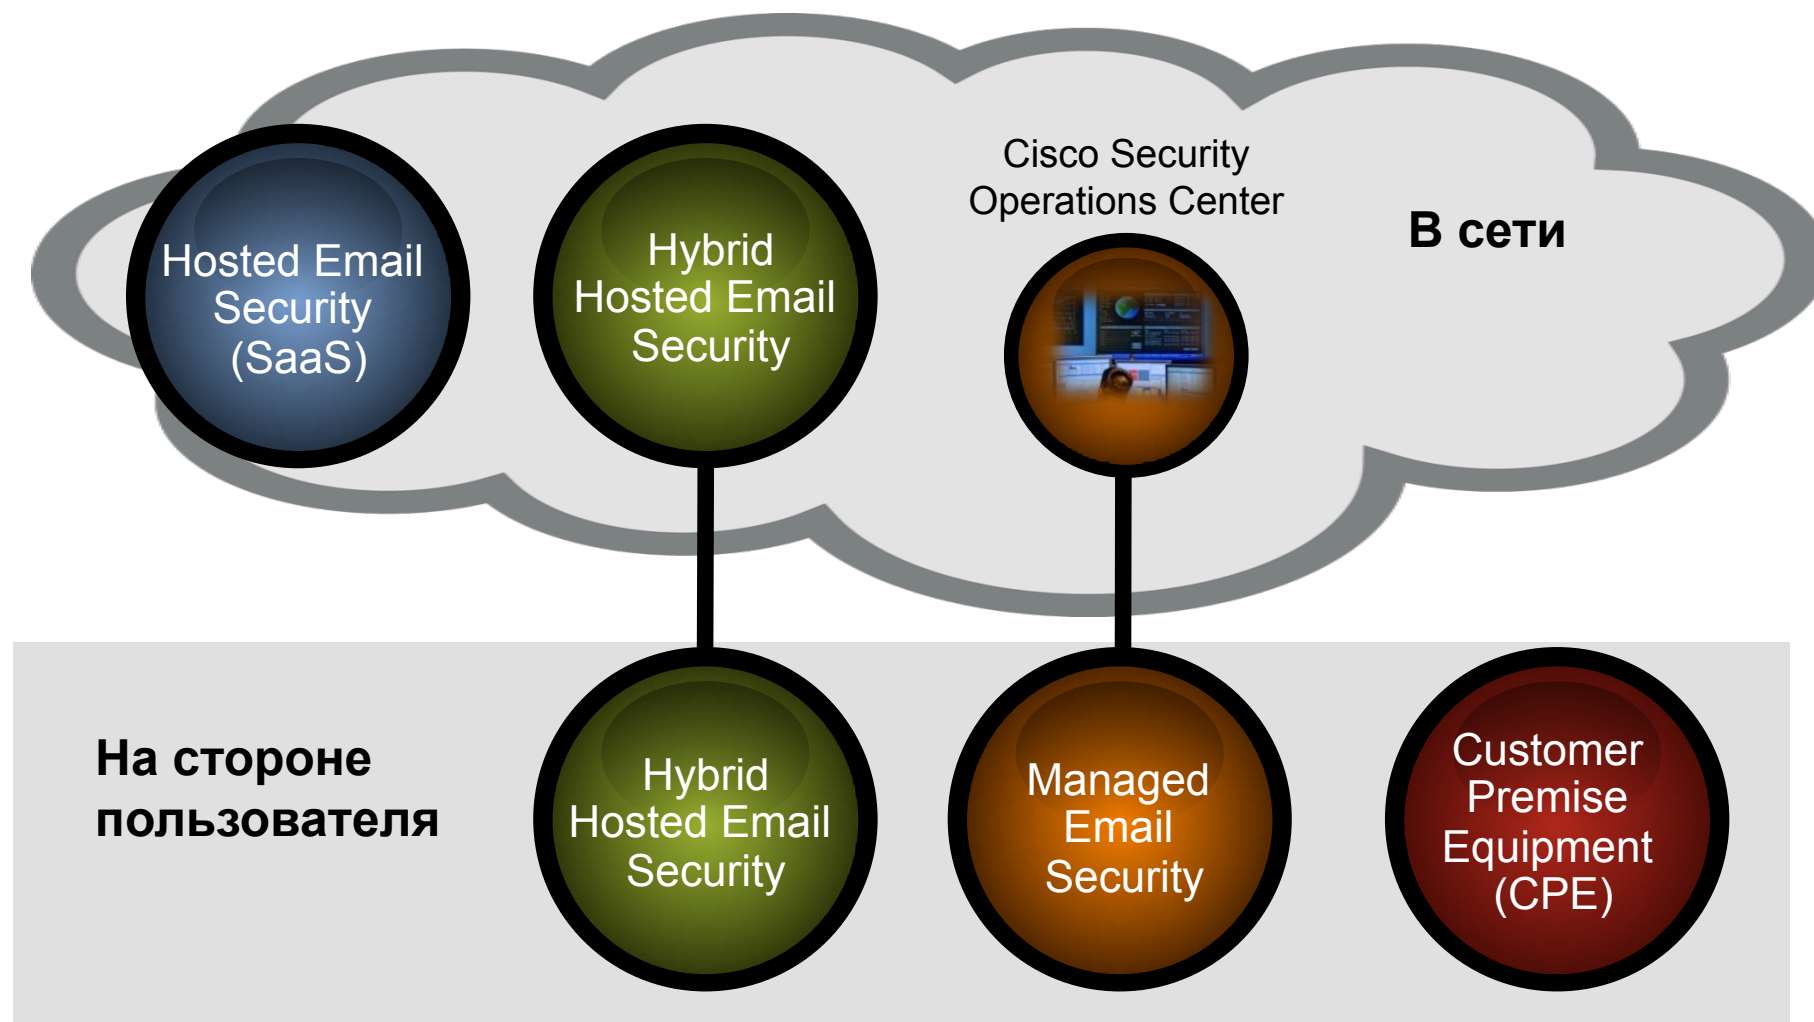 Hosted Email
Security
(SaaS)
Hybrid
Hosted Email
Security
Cisco Security
Operations Center
В сети
На стороне
пользователя
Hybrid
Hosted Email
Security
Managed
Email
Security
Customer
Premise
Equipment
(CPE)